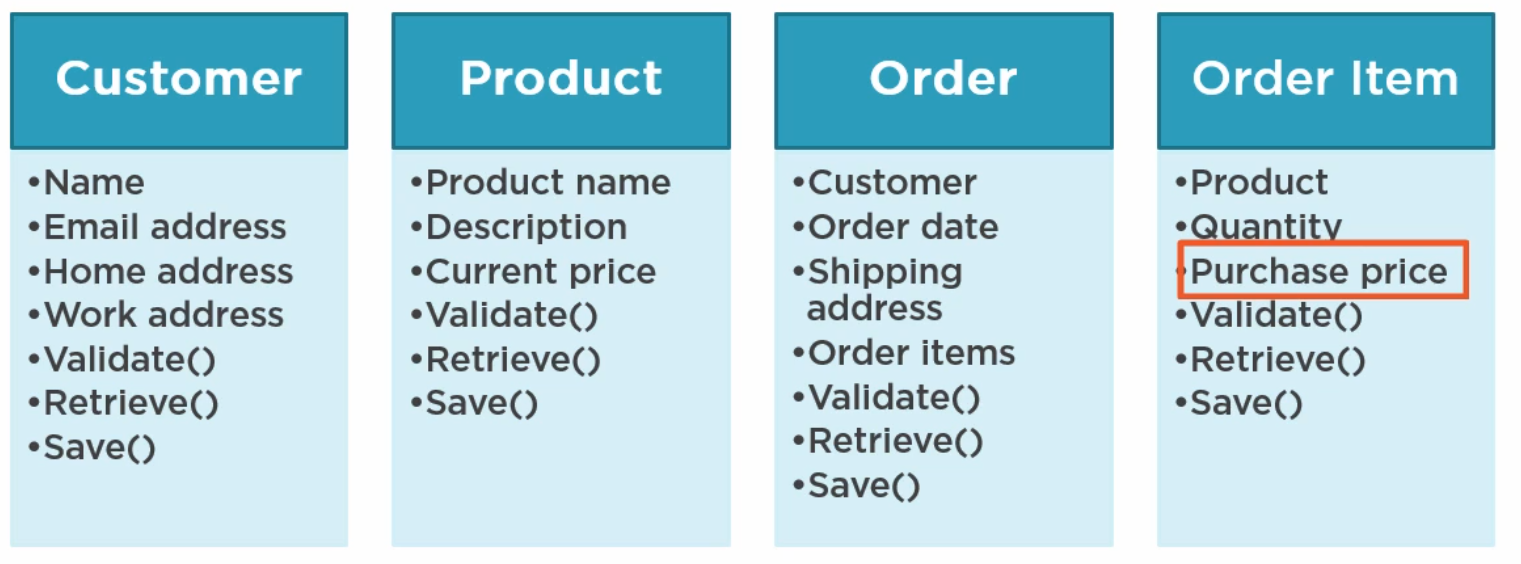 Customer
•Name
•Email address
•Home address
•Work address
•Validate()
•Retrieve()
•Save()
Product
•Product name
•Description
•Current price
•Validate()
•Retrieve()
•Save()
Order
•Customer
•Order date
•Shipping
address
•Order items
•Validate()
•Retrieve()
•Save()
Order Item
•Product
•Quantity
•Purchase price
•Validate()
•Retrieve()
•Save()